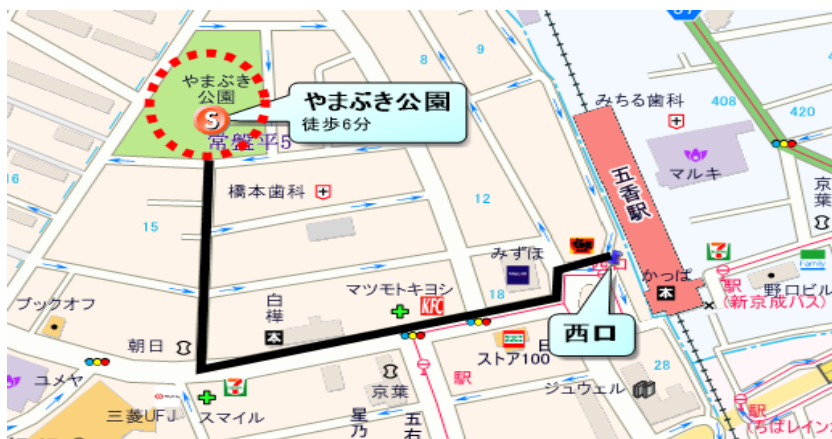 8
9
やまぶき
公園
S
やまぶき公園
徒歩6分
常盤平5
みちる歯科
408
420
マルキ
五香駅
京葉
16
15
橋本歯科
12
みずほ
かっぱ
本
Family
野口ビル
駅
(新京成バス)
マツモトキヨシ
KFC
18
西口
ブックオフ
白樺
本
朝日
ストア100
28
ユメヤ
京葉
駅
ジュウェル
三菱UFJ
スマイル
星乃
五右
駅
(ちばレイン